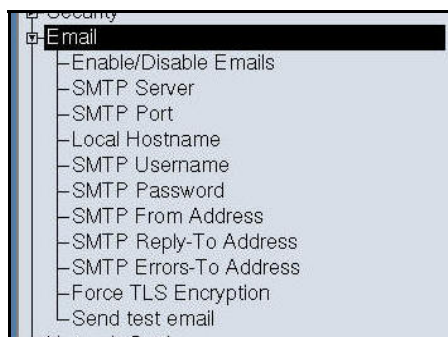 Security
Email
Enable/Disable Emails
SMTP Server
SMTP Port
Local Hostname
SMTP Username
SMTP Password
SMTP From Address
SMTP Reply-To Address
SMTP Errors-To Address
Force TLS Encryption
Send test email